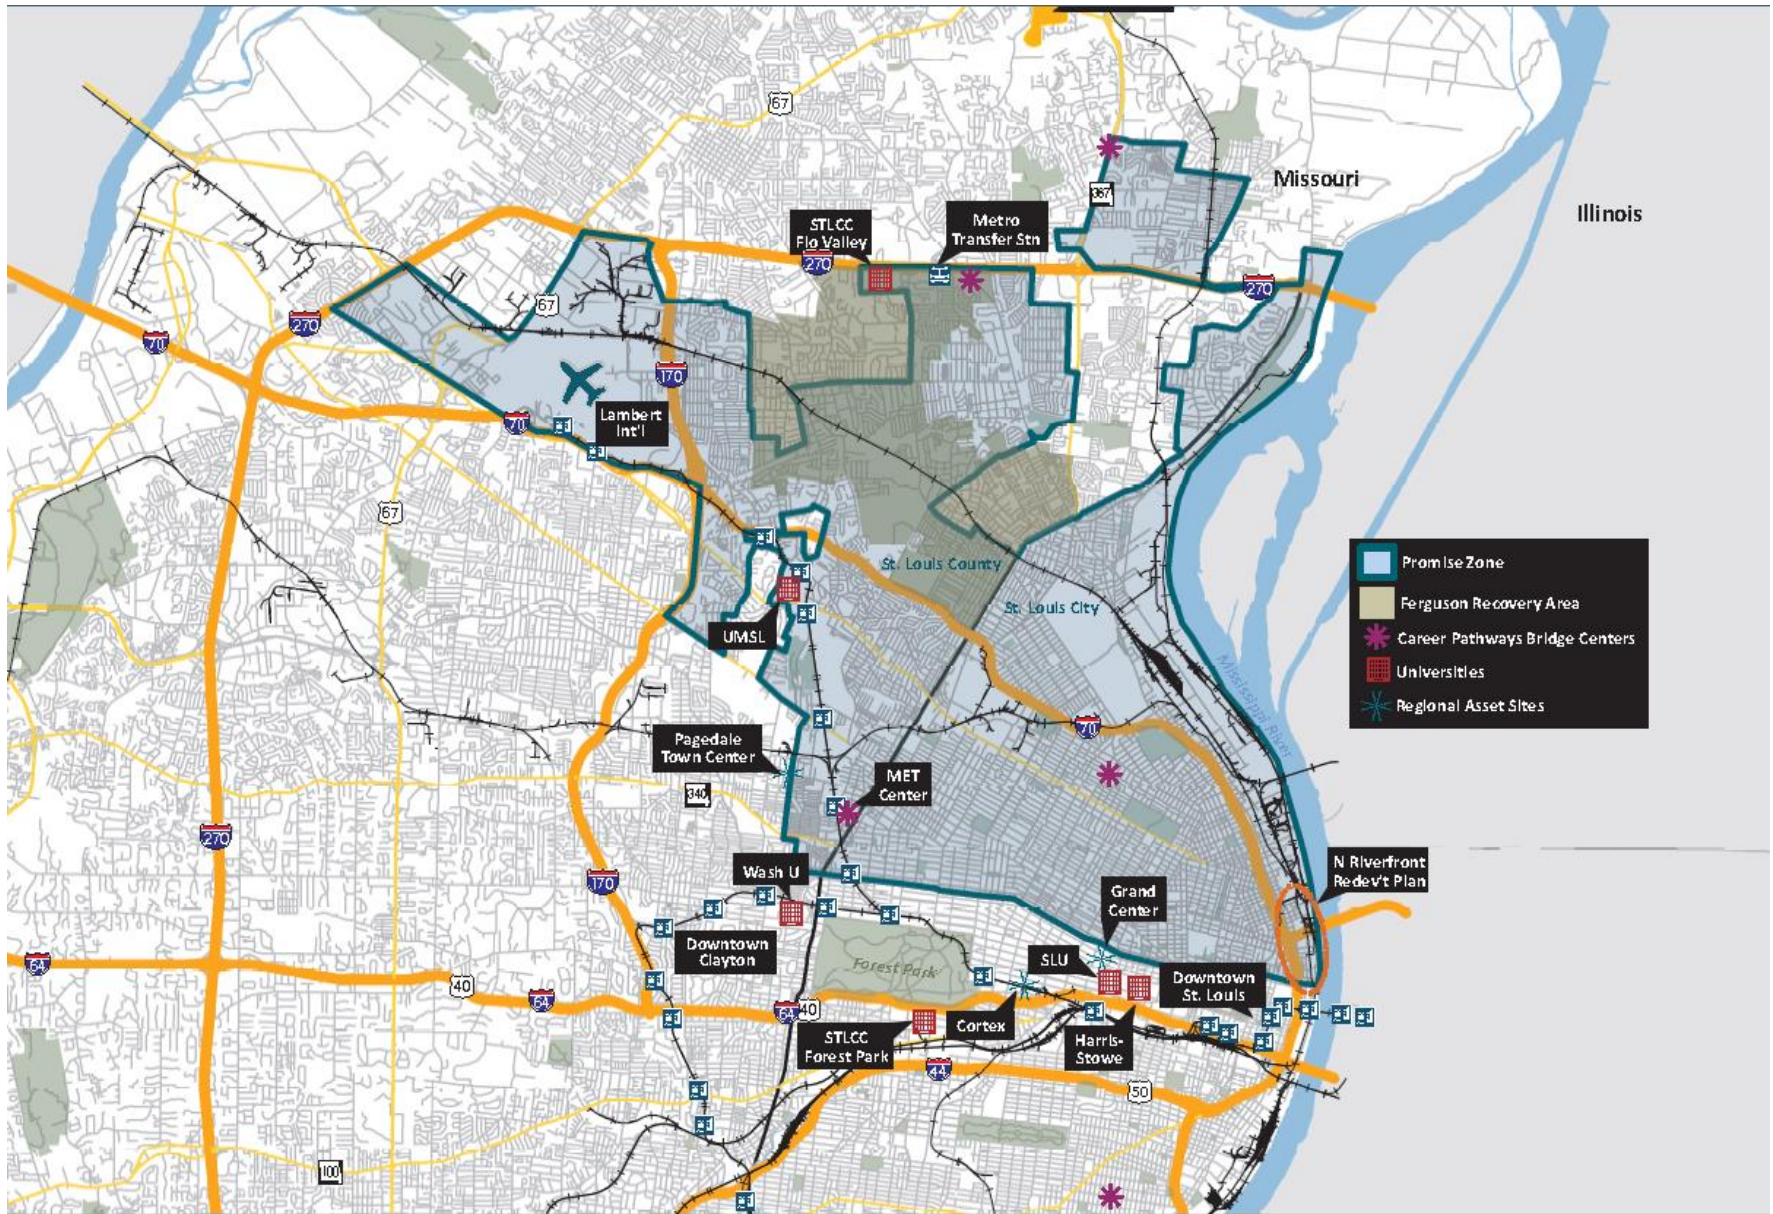 67
Missouri
367
Illinois
STLCC
Flo Valley
Metro
Transfer Stn
270
270
67
270
70
170
70
Lambert
Int'l
67
St. Louis County
St. Louis City
UMSL
Promise Zone
Ferguson Recovery Area
Career Pathways Bridge Centers
Universities
Regional Asset Sites
Mississippi River
Pagedale
Town Center
70
MET
Center
340
270
N Riverfront
Redev't Plan
Wash U
170
Grand
Center
Downtown
Clayton
Forest Park
SLU
Downtown
St. Louis
64
40
64
64
40
Cortex
Harris-
Stowe
STLCC
Forest Park
44
50
100